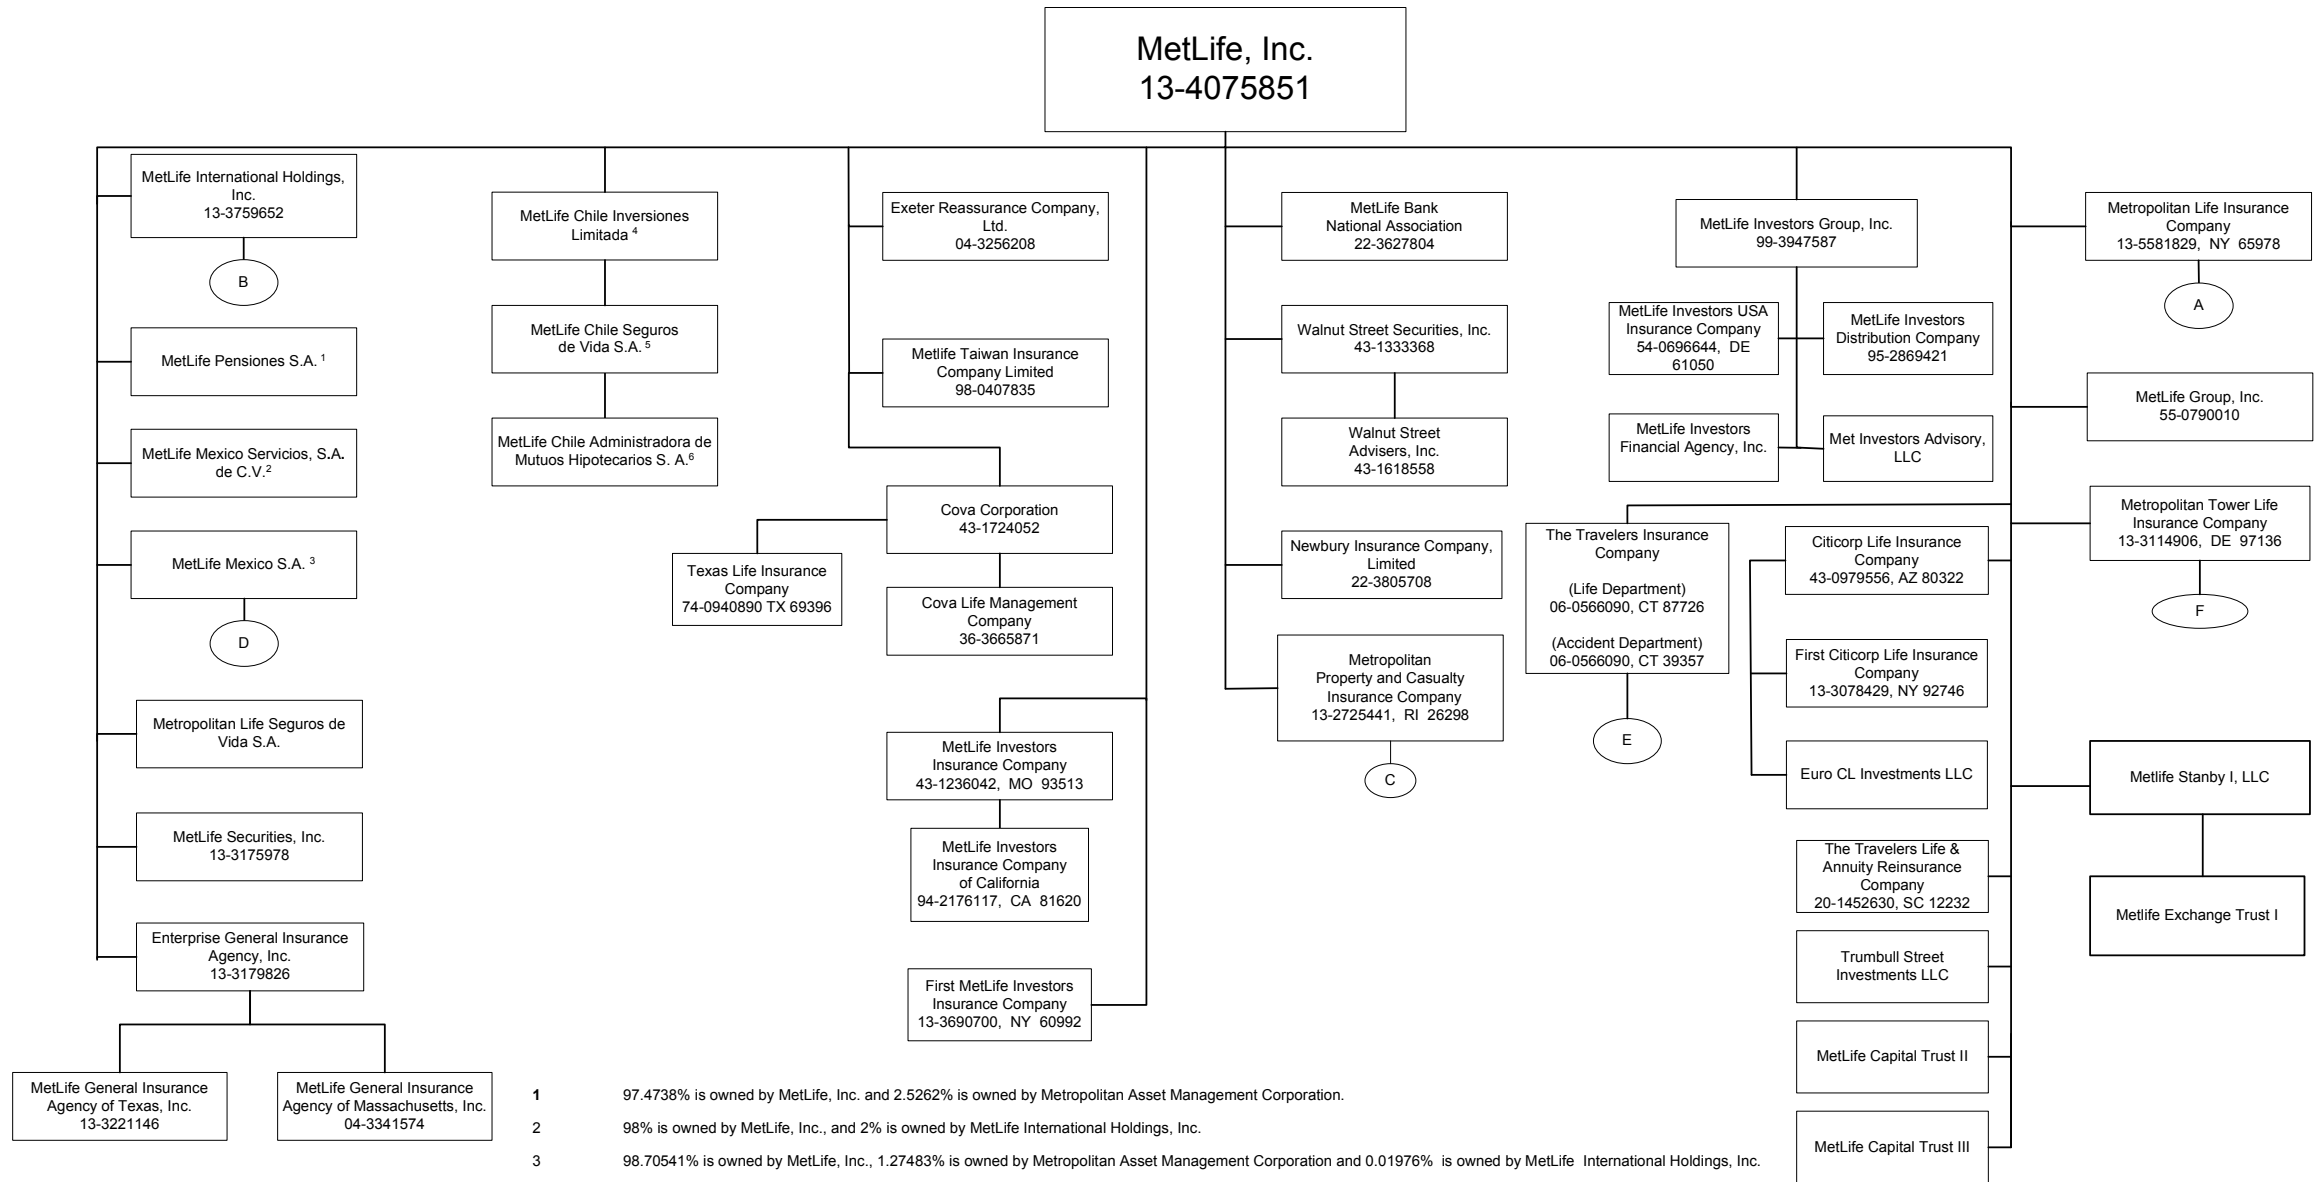 MetLife, Inc.
13-4075851
MetLife International Holdings,
Inc.
13-3759652
B
MetLife Pensiones S.A. 1
MetLife Mexico Servicios, S.A.
de C.V.2
MetLife Mexico S.A. 3
D
Metropolitan Life Seguros de
Vida S.A.
MetLife Securities, Inc.
13-3175978
Enterprise General Insurance
Agency, Inc.
13-3179826
MetLife General Insurance
Agency of Texas, Inc.
13-3221146
MetLife General Insurance
Agency of Massachusetts, Inc.
04-3341574
MetLife Chile Inversiones
Limitada 4
MetLife Chile Seguros
de Vida S.A. 5
MetLife Chile Administradora de
Mutuos Hipotecarios S. A.6
Exeter Reassurance Company,
Ltd.
04-3256208
Metlife Taiwan Insurance
Company Limited
98-0407835
Cova Corporation
43-1724052
Texas Life Insurance
Company
74-0940890 TX 69396
Cova Life Management
Company
36-3665871
MetLife Investors
Insurance Company
43-1236042, MO 93513
MetLife Investors
Insurance Company
of California
94-2176117, CA 81620
First MetLife Investors
Insurance Company
13-3690700, NY 60992
MetLife Bank
National Association
22-3627804
Walnut Street Securities, Inc.
43-1333368
Walnut Street
Advisers, Inc.
43-1618558
Newbury Insurance Company,
Limited
22-3805708
Metropolitan
Property and Casualty
Insurance Company
13-2725441, RI 26298
C
MetLife Investors Group, Inc.
99-3947587
MetLife Investors USA
Insurance Company
54-0696644, DE
61050
MetLife Investors
Distribution Company
95-2869421
MetLife Investors
Financial Agency, Inc.
Met Investors Advisory,
LLC
The Travelers Insurance
Company
(Life Department)
06-0566090, CT 87726
(Accident Department)
06-0566090, CT 39357
E
Citicorp Life Insurance
Company
43-0979556, AZ 80322
First Citicorp Life Insurance
Company
13-3078429, NY 92746
Euro CL Investments LLC
The Travelers Life &
Annuity Reinsurance
Company
20-1452630, SC 12232
Trumbull Street
Investments LLC
MetLife Capital Trust II
MetLife Capital Trust III
Metropolitan Life Insurance
Company
13-5581829, NY 65978
A
MetLife Group, Inc.
55-0790010
Metropolitan Tower Life
Insurance Company
13-3114906, DE 97136
F
Metlife Stanby I, LLC
Metlife Exchange Trust I
1 97.4738% is owned by MetLife, Inc. and 2.5262% is owned by Metropolitan Asset Management Corporation.
2 98% is owned by MetLife, Inc., and 2% is owned by MetLife International Holdings, Inc.
3 98.70541% is owned by MetLife, Inc., 1.27483% is owned by Metropolitan Asset Management Corporation and 0.01976% is owned by MetLife International Holdings, Inc.